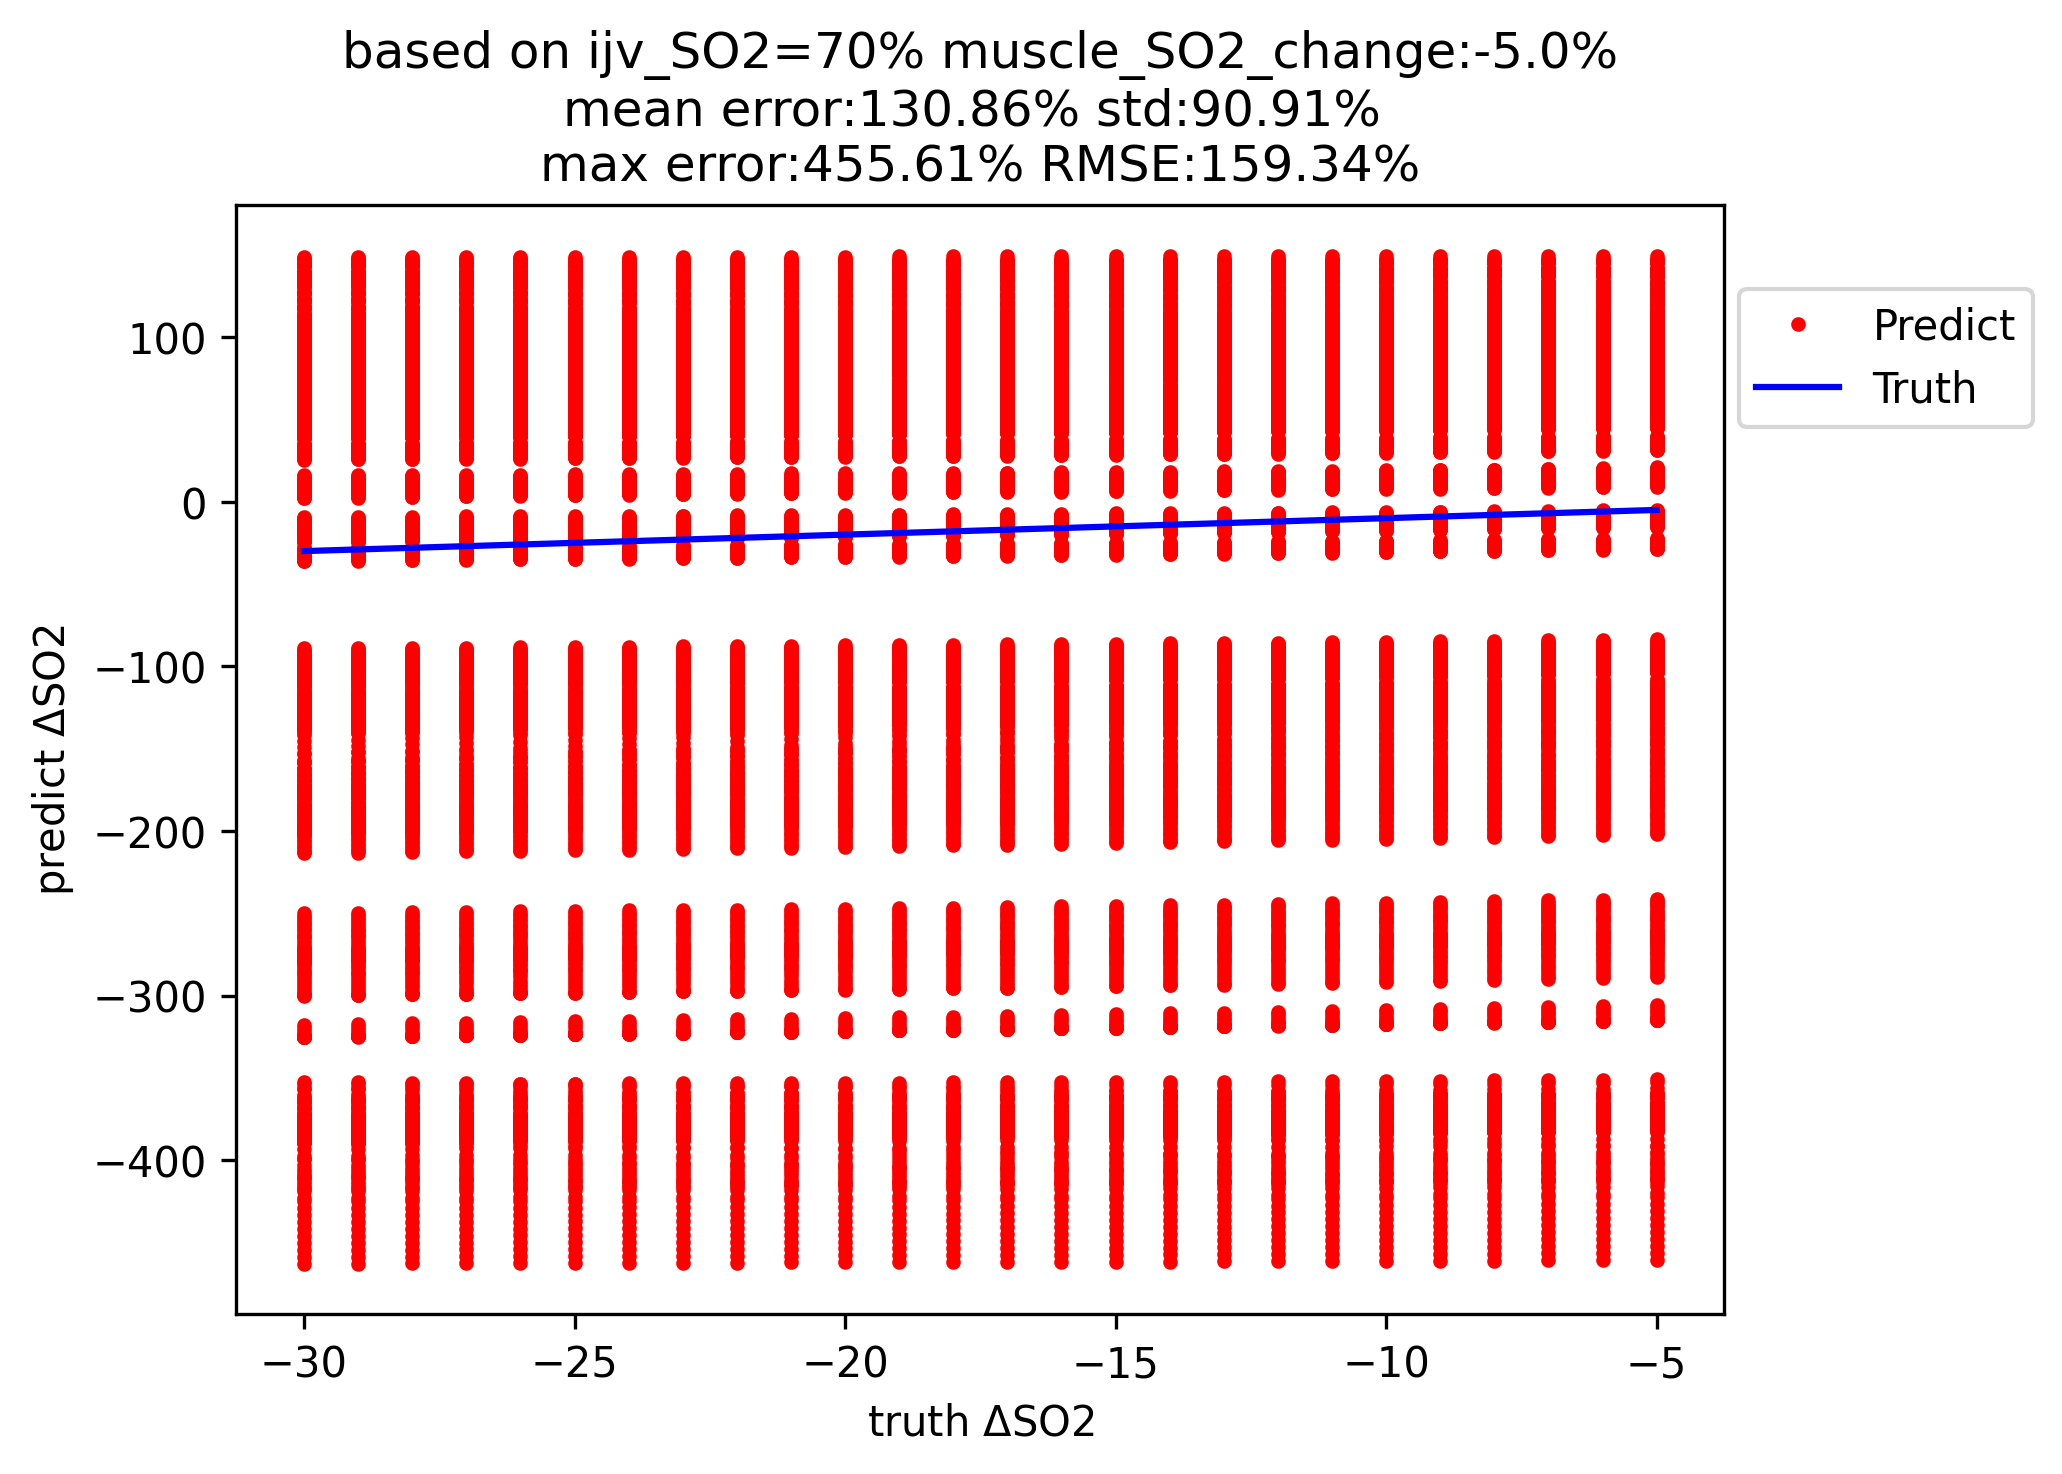 based on ijv_SO2=70% muscle_SO2_change:-5.0%
mean error:130.86% std:90.91%
max error:455.61% RMSE:159.34%
Predict
Truth
100
0
−100
−200
−300
−400
predict ΔSO2
−30
−25
−20
−15
−10
−5
truth ΔSO2